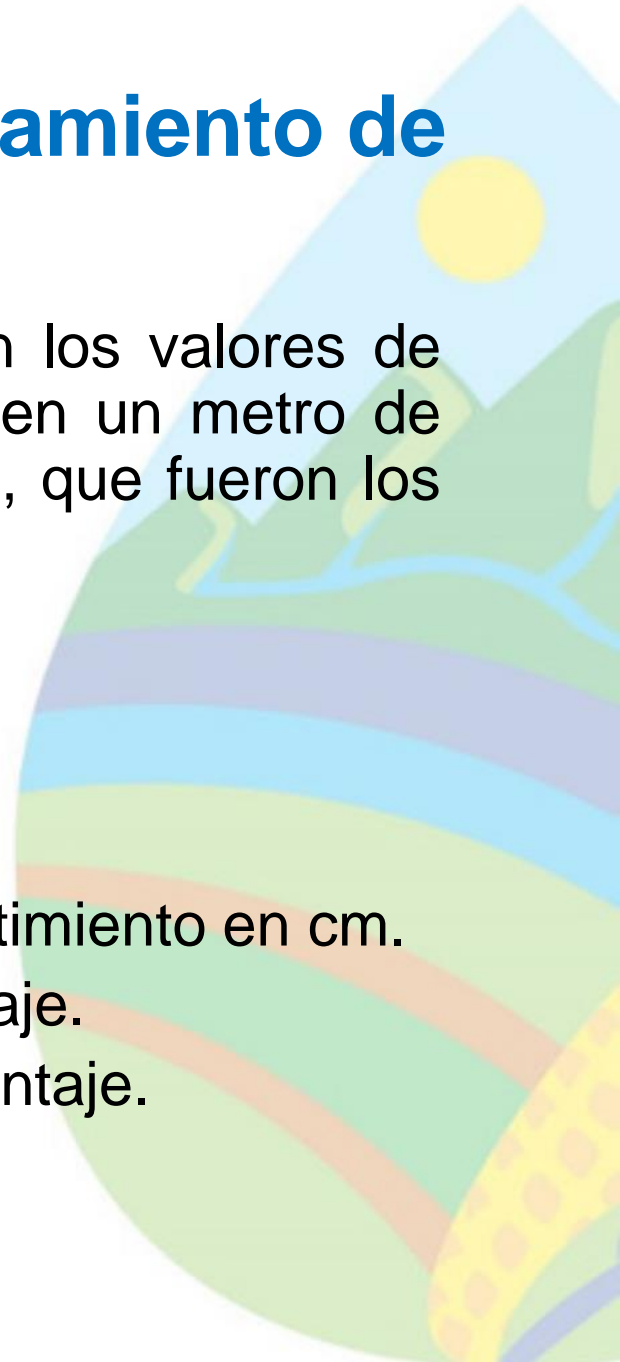 amiento de
los valores de
en un metro de
, que fueron los
timiento en cm.
aje.
ntaje.